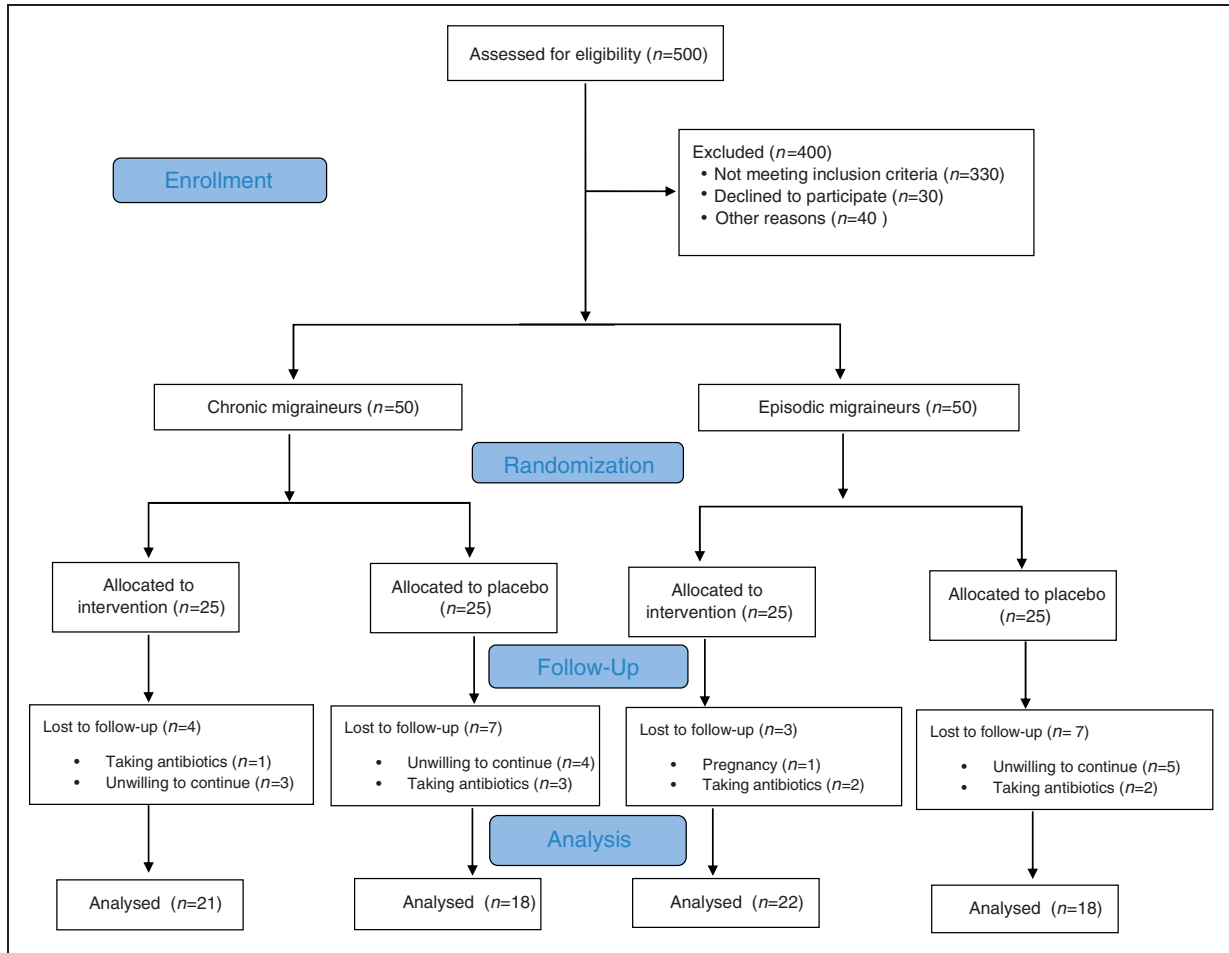 Assessed for eligibility (n=500)
Enrollment
Excluded (n=400)
• Not meeting inclusion criteria (n=330)
• Declined to participate (n=30)
• Other reasons (n=40 )
Chronic migraineurs (n=50)
Episodic migraineurs (n=50)
Randomization
Allocated to
intervention (n=25)
Allocated to placebo
(n=25)
Allocated to
intervention (n=25)
Allocated to placebo
(n=25)
Follow-Up
Lost to follow-up (n=4)
• Taking antibiotics (n=1)
• Unwilling to continue (n=3)
Lost to follow-up (n=7)
• Unwilling to continue (n=4)
• Taking antibiotics (n=3)
Lost to follow-up (n=3)
• Pregnancy (n=1)
• Taking antibiotics (n=2)
Lost to follow-up (n= 7)
• Unwilling to continue (n=5)
• Taking antibiotics (n=2)
Analysis
Analysed (n=21)
Analysed (n=18)
Analysed (n=22)
Analysed (n=18)